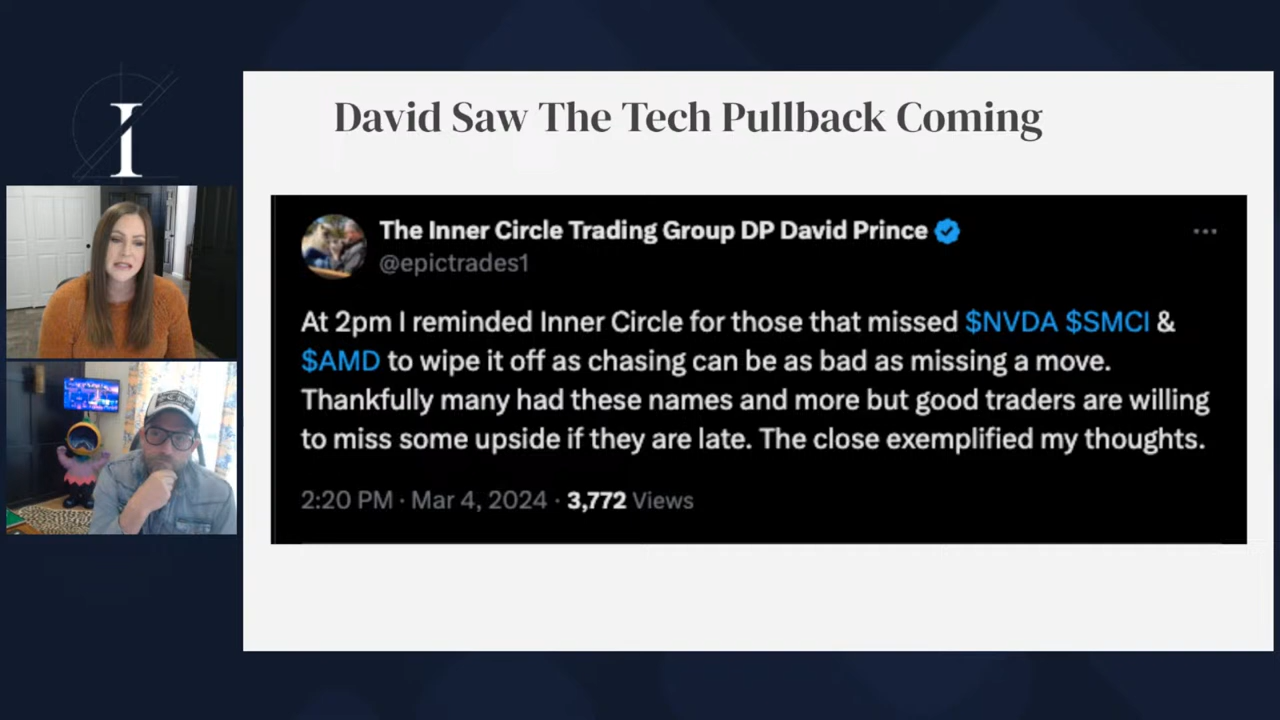 I
David Saw The Tech Pullback Coming
The Inner Circle Trading Group DP David Prince
@epictrades1
At 2pm I reminded Inner Circle for those that missed $NVDA $SMCI &
$AMD to wipe it off as chasing can be as bad as missing a move.
Thankfully many had these names and more but good traders are willing
to miss some upside if they are late. The close exemplified my thoughts.
2:20 PM · Mar 4, 2024 · 3,772 Views